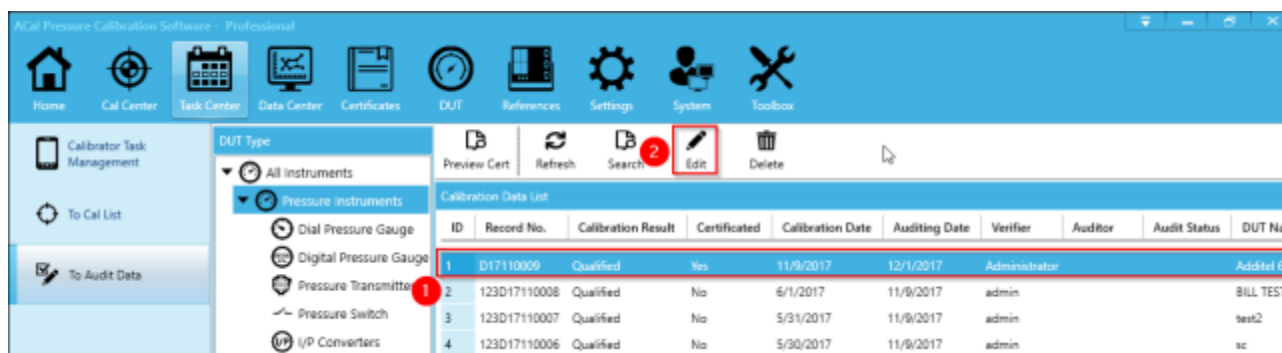 ACal Pressure Calibration Software - Professional
Home Cal Center Task Center Data Center Certificates DUT References Settings System Toolbox
Calibrator Task
Management
To Cal List
To Audit Data
DUT Type
All Instruments
Pressure Instruments
Dial Pressure Gauge
Digital Pressure Gauge
Pressure Transmitte
Pressure Switch
I/P Converters
Preview Cert Refresh Search 2 Edit Delete
Calibration Data List
ID Record No. Calibration Result Certificated Calibration Date Auditing Date Verifier Auditor Audit Status DUT Na
1
1 D17110009 Qualified Yes 11/9/2017 12/1/2017 Administrator Additel 6
2 123D17110008 Qualified No 6/1/2017 11/9/2017 admin BILL TEST
3 123D17110007 Qualified No 5/31/2017 11/9/2017 admin test2
4 123D17110006 Qualified No 5/30/2017 11/9/2017 admin sc